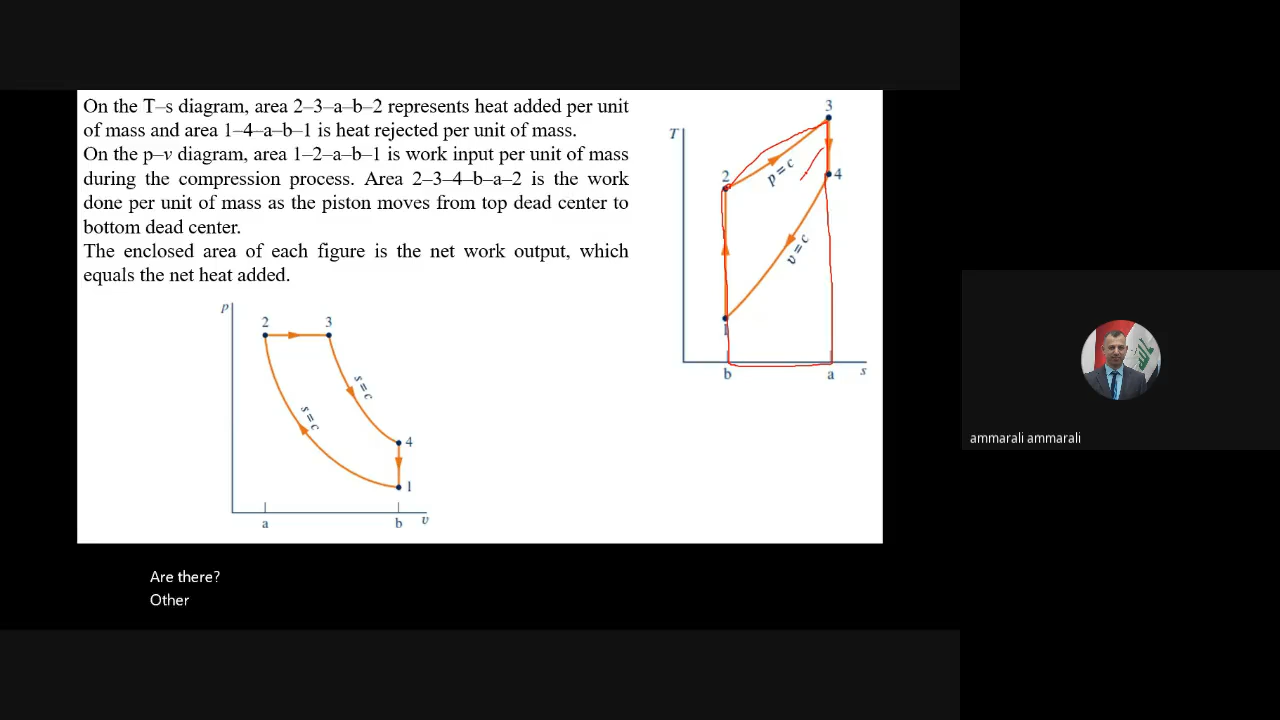 On the T–s diagram, area 2–3–a–b–2 represents heat added per unit
of mass and area 1–4–a–b–1 is heat rejected per unit of mass.
On the p–v diagram, area 1–2–a–b–1 is work input per unit of mass
during the compression process. Area 2–3–4–b–a–2 is the work
done per unit of mass as the piston moves from top dead center to
bottom dead center.
The enclosed area of each figure is the net work output, which
equals the net heat added.
p
2
3
s = c
s = c
4
1
a
b
v
T
3
2
p = c
4
v = c
1
b
a
s
ammarali ammarali
Are there?
Other